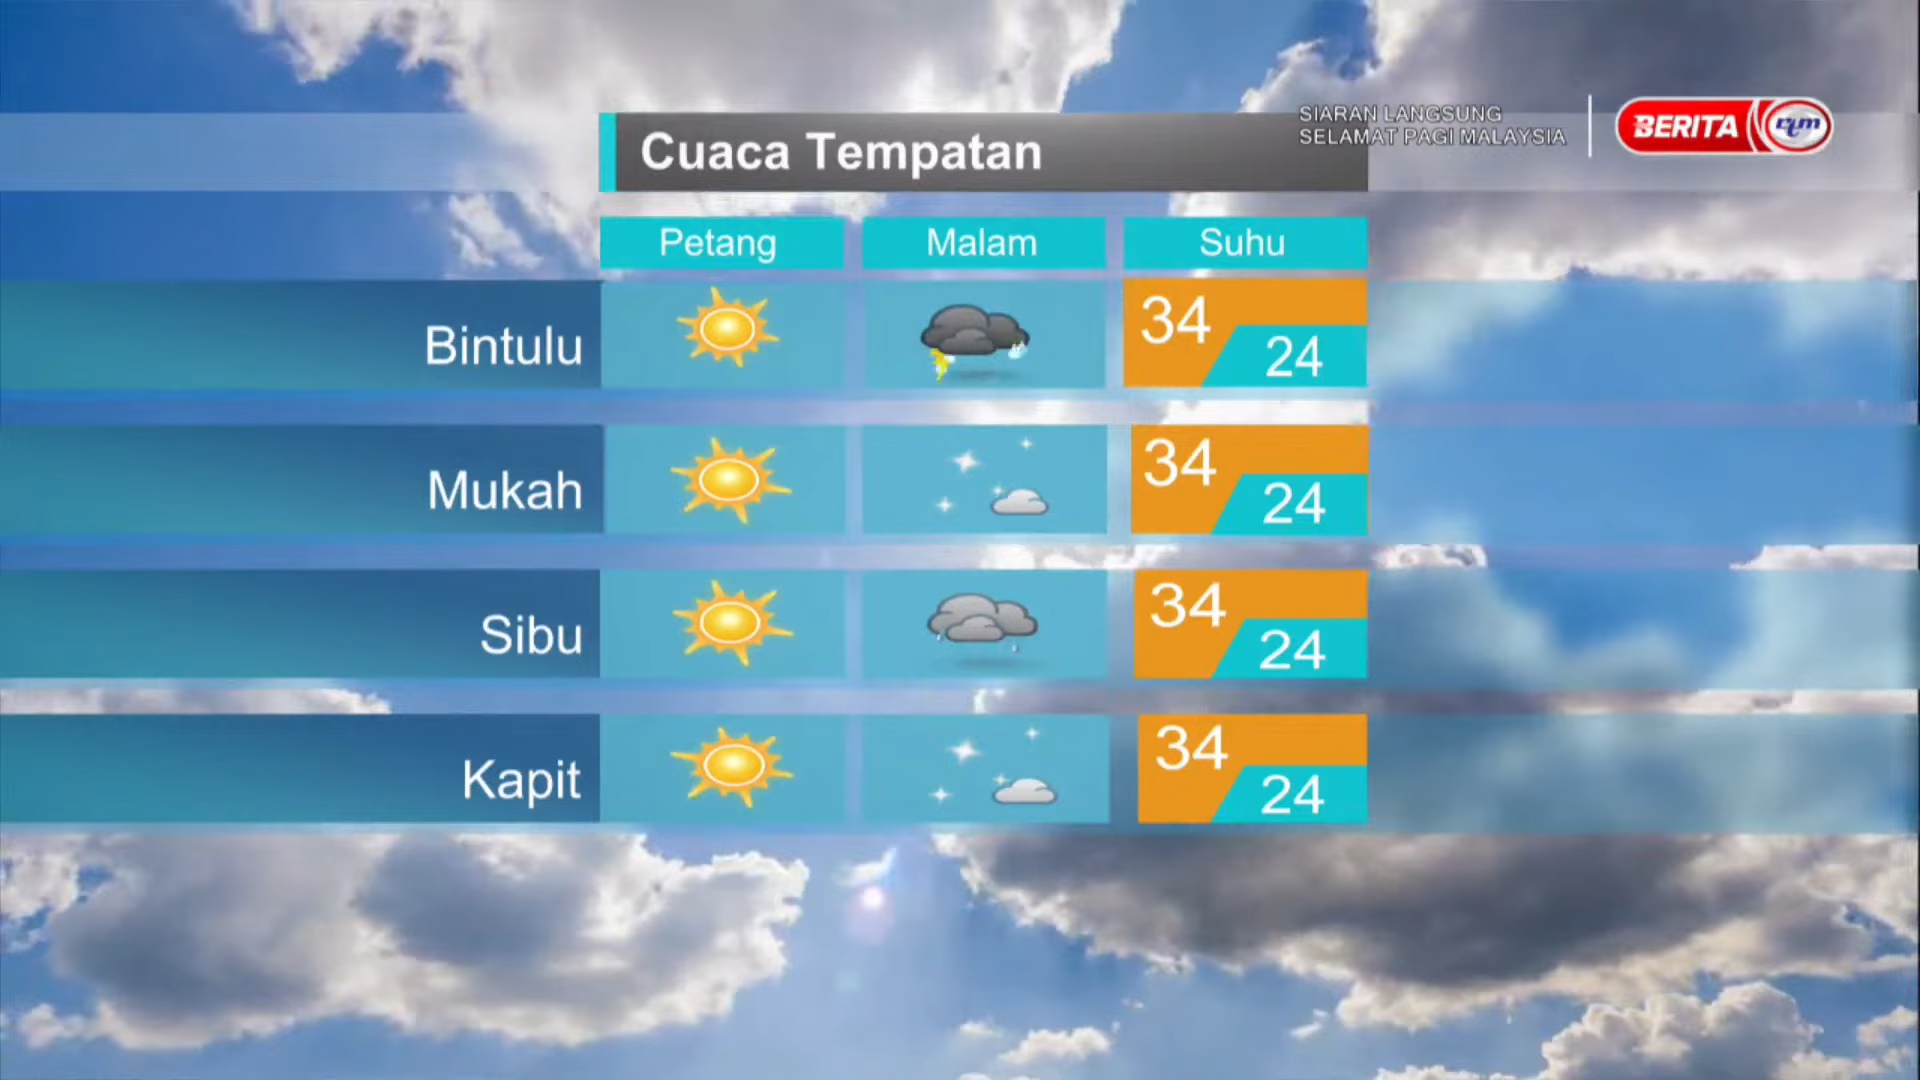 Cuaca Tempatan
SIARAN LANGSUNG
SELAMAT PAGI MALAYSIA
BERITA rtm
Petang Malam Suhu
Bintulu 34 24
Mukah 34 24
Sibu 34 24
Kapit 34 24